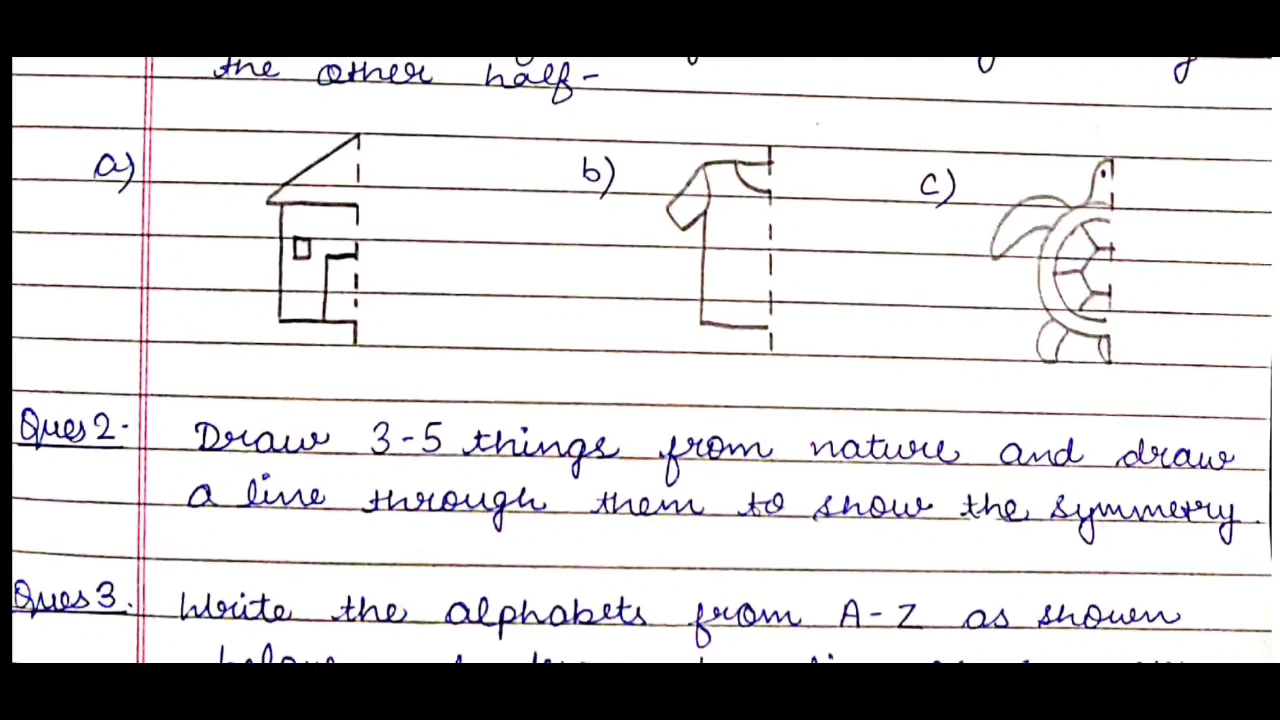 the other half-
a) b) c)
Ques 2. Draw 3-5 things from nature and draw
a line through them to show the symmetry.
Ques 3. Write the alphabets from A-Z as shown